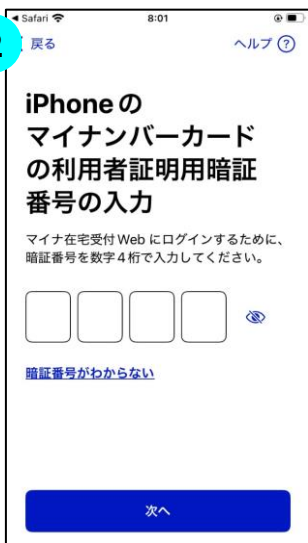 Safari 8:01
戻る ヘルプ ?
iPhoneの
マイナンバーカード
の利用者証明用暗証
番号の入力
マイナ在宅受付Web にログインするために、
暗証番号を数字4桁で入力してください。
暗証番号がわからない
次へ